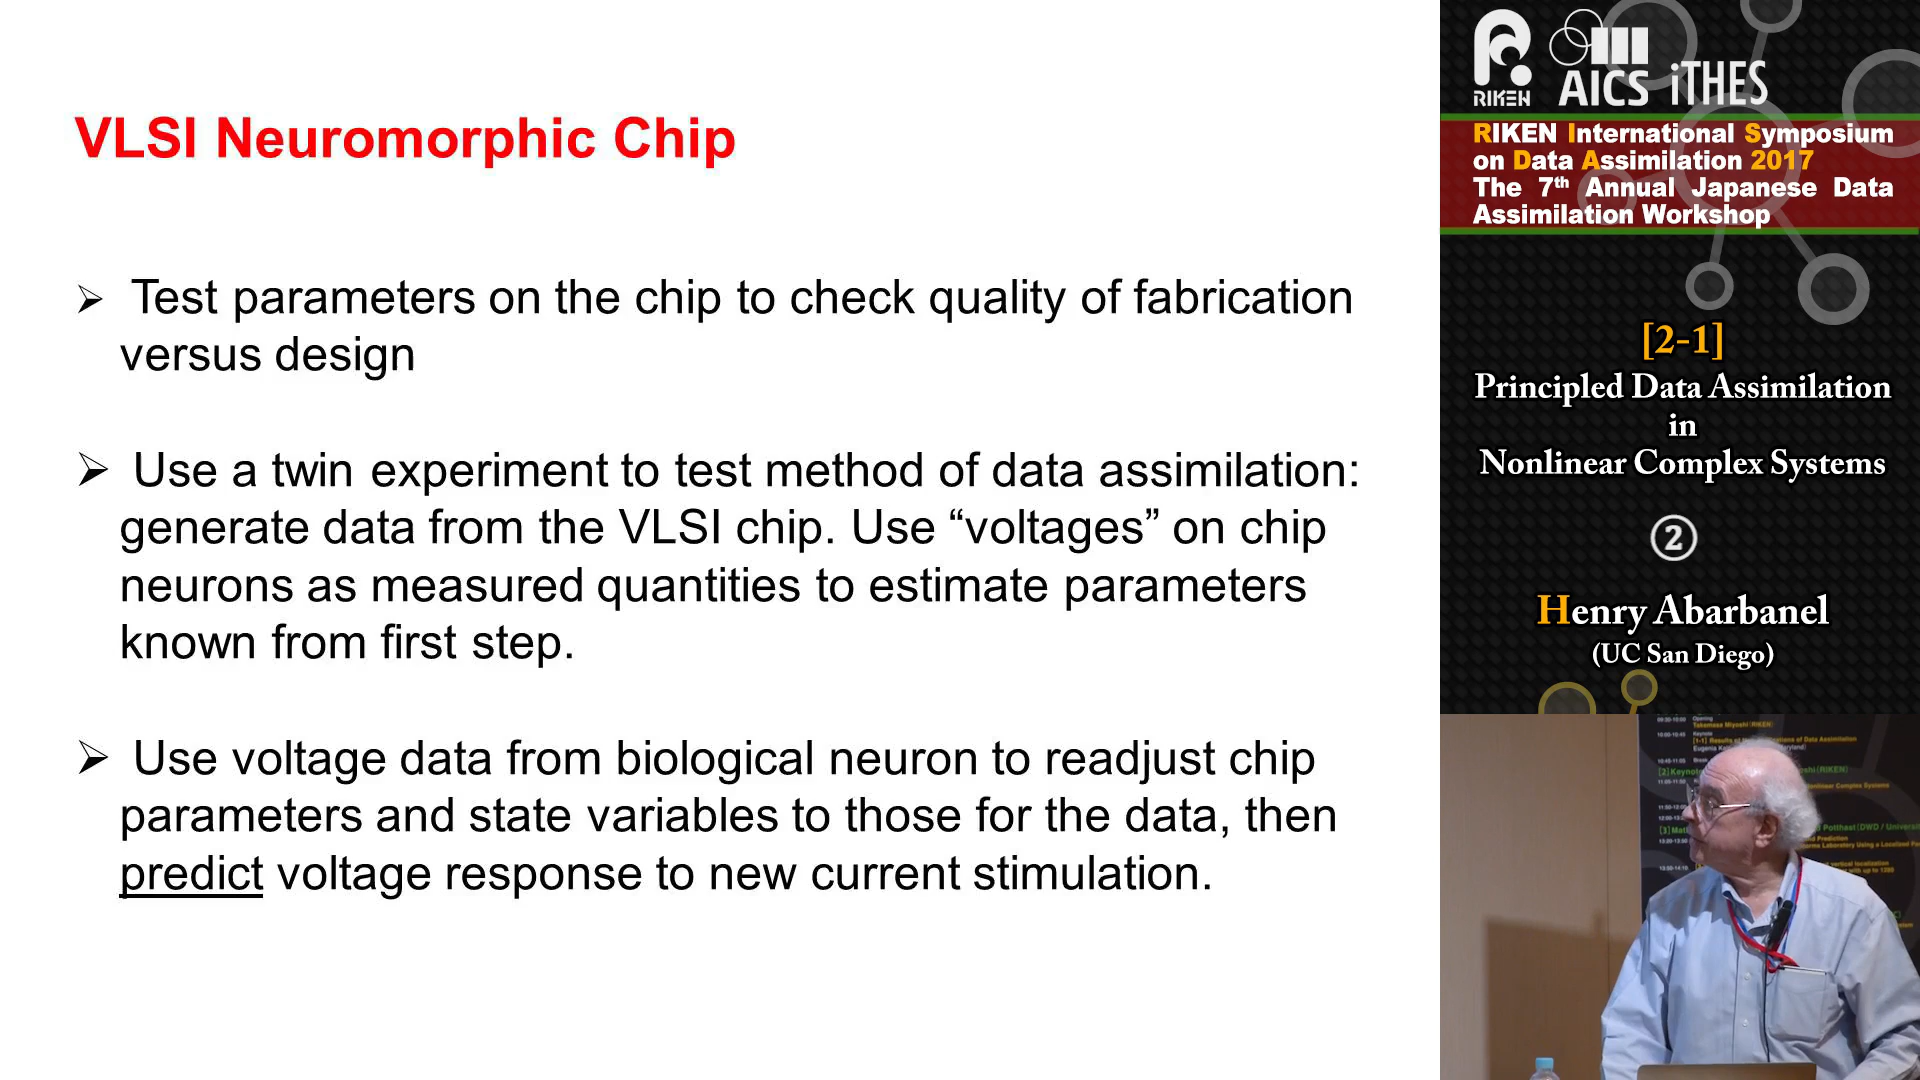 VLSI Neuromorphic Chip
➢ Test parameters on the chip to check quality of fabrication
versus design
➢ Use a twin experiment to test method of data assimilation:
generate data from the VLSI chip. Use “voltages” on chip
neurons as measured quantities to estimate parameters
known from first step.
➢ Use voltage data from biological neuron to readjust chip
parameters and state variables to those for the data, then
predict voltage response to new current stimulation.
RIKEN AICS iTHES
RIKEN International Symposium
on Data Assimilation 2017
The 7th Annual Japanese Data
Assimilation Workshop
[2-1]
Principled Data Assimilation
in
Nonlinear Complex Systems
②
Henry Abarbanel
(UC San Diego)
Opening
Takemasa Miyoshi (RIKEN)
Keynote